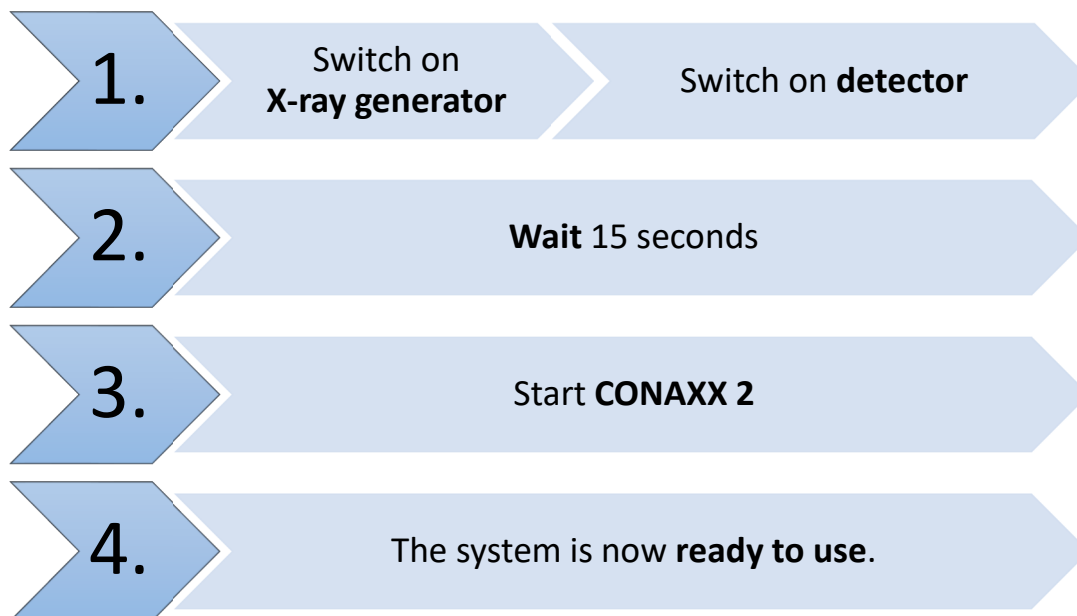 1.
Switch on
X-ray generator
Switch on detector
2.
Wait 15 seconds
3.
Start CONAXX 2
4.
The system is now ready to use.